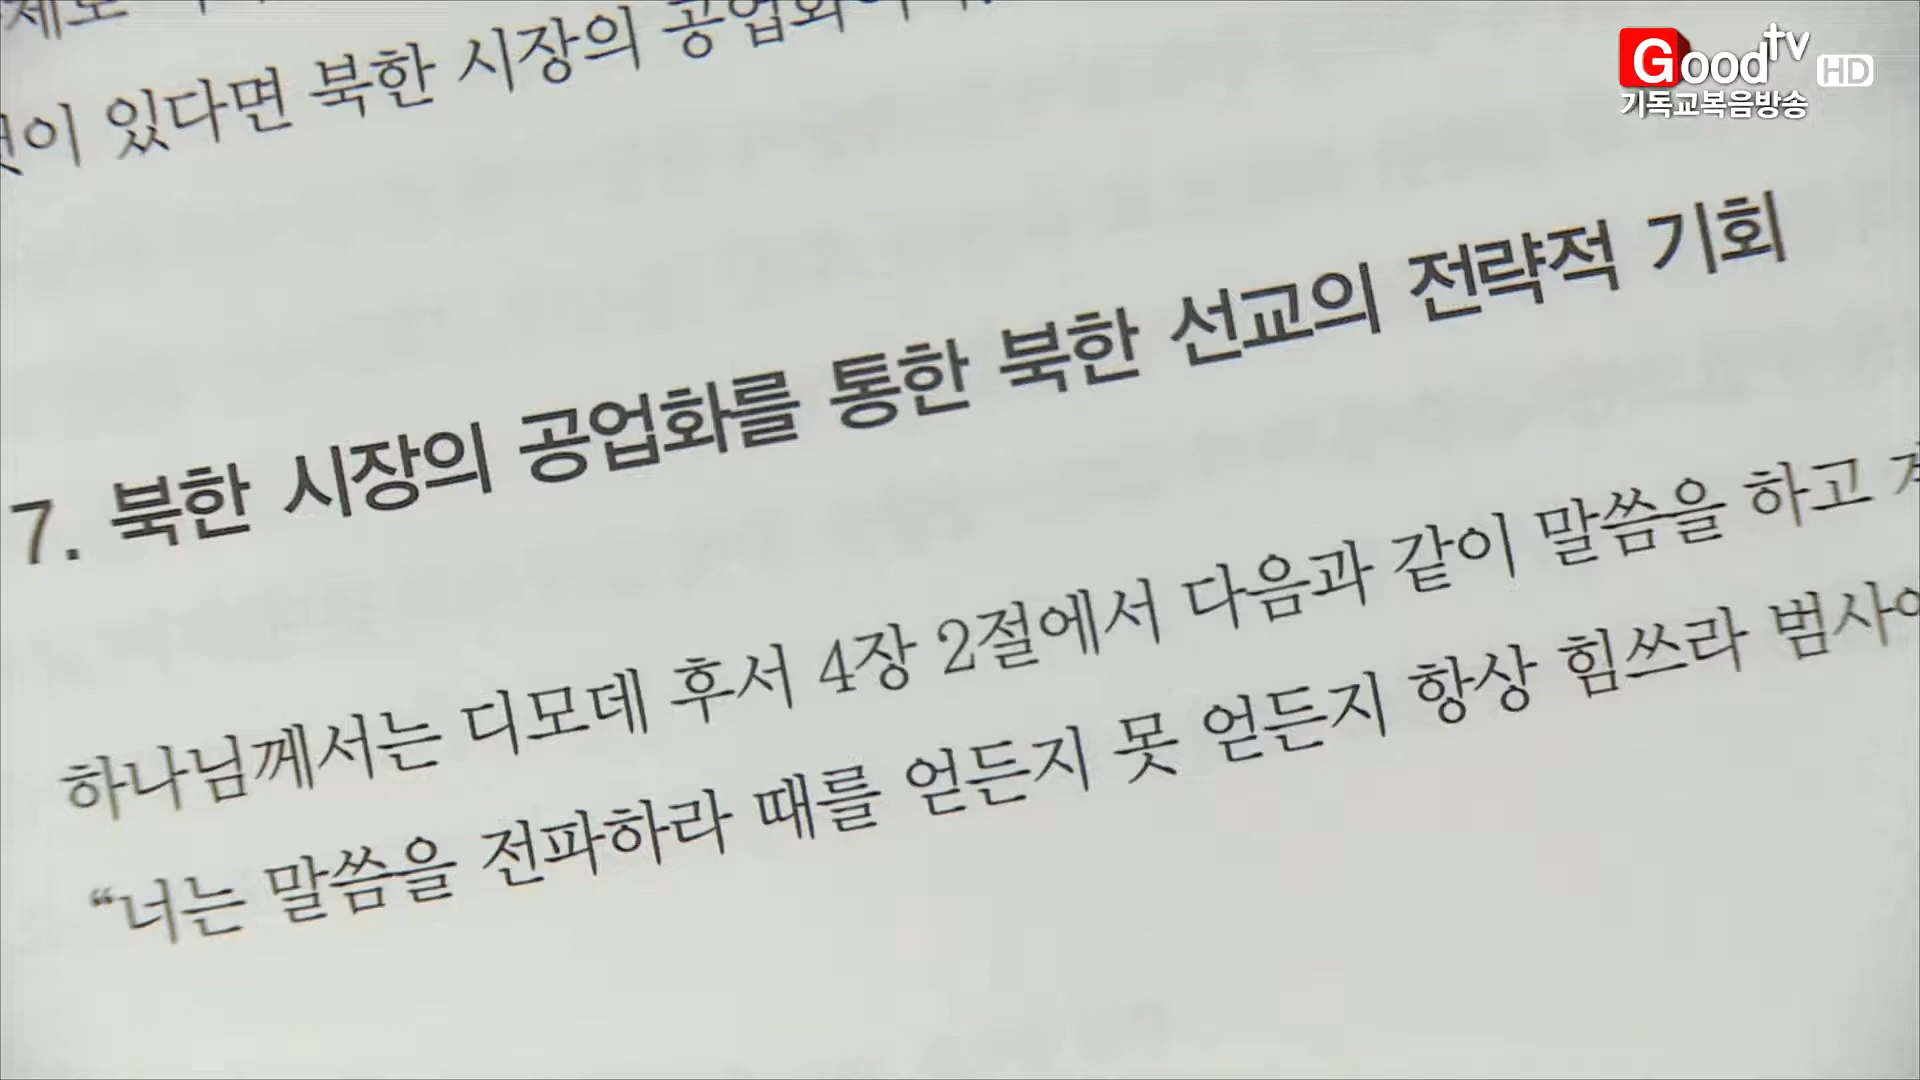 있다면 북한 시장의 공업화
7. 북한 시장의 공업화를 통한 북한 선교의 전략적 기회
하나님께서는 디모데 후서 4장 2절에서 다음과 같이 말씀을 하고
“너는 말씀을 전파하라 때를 얻든지 못 얻든지 항상 힘쓰라 범사
Goodtv HD
기독교복음방송